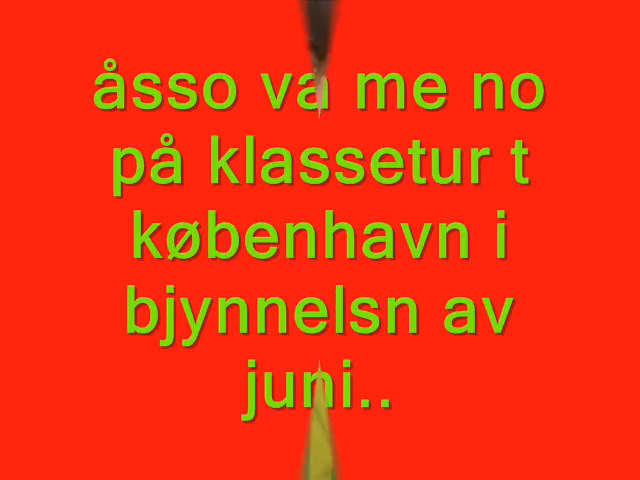 åsso va me no
på klassetur t
københavn i
bjynnelsn av
juni..